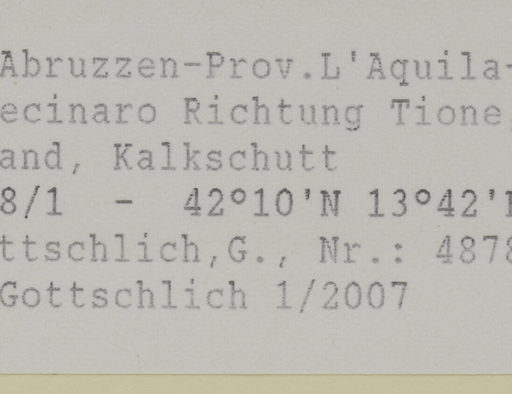 Abruzzen-Prov.L'Aquila-
ecinaro Richtung Tione,
and, Kalkschutt
8/1 - 42°10'N 13°42'E
ttschlich,G., Nr.: 4878
Gottschlich 1/2007